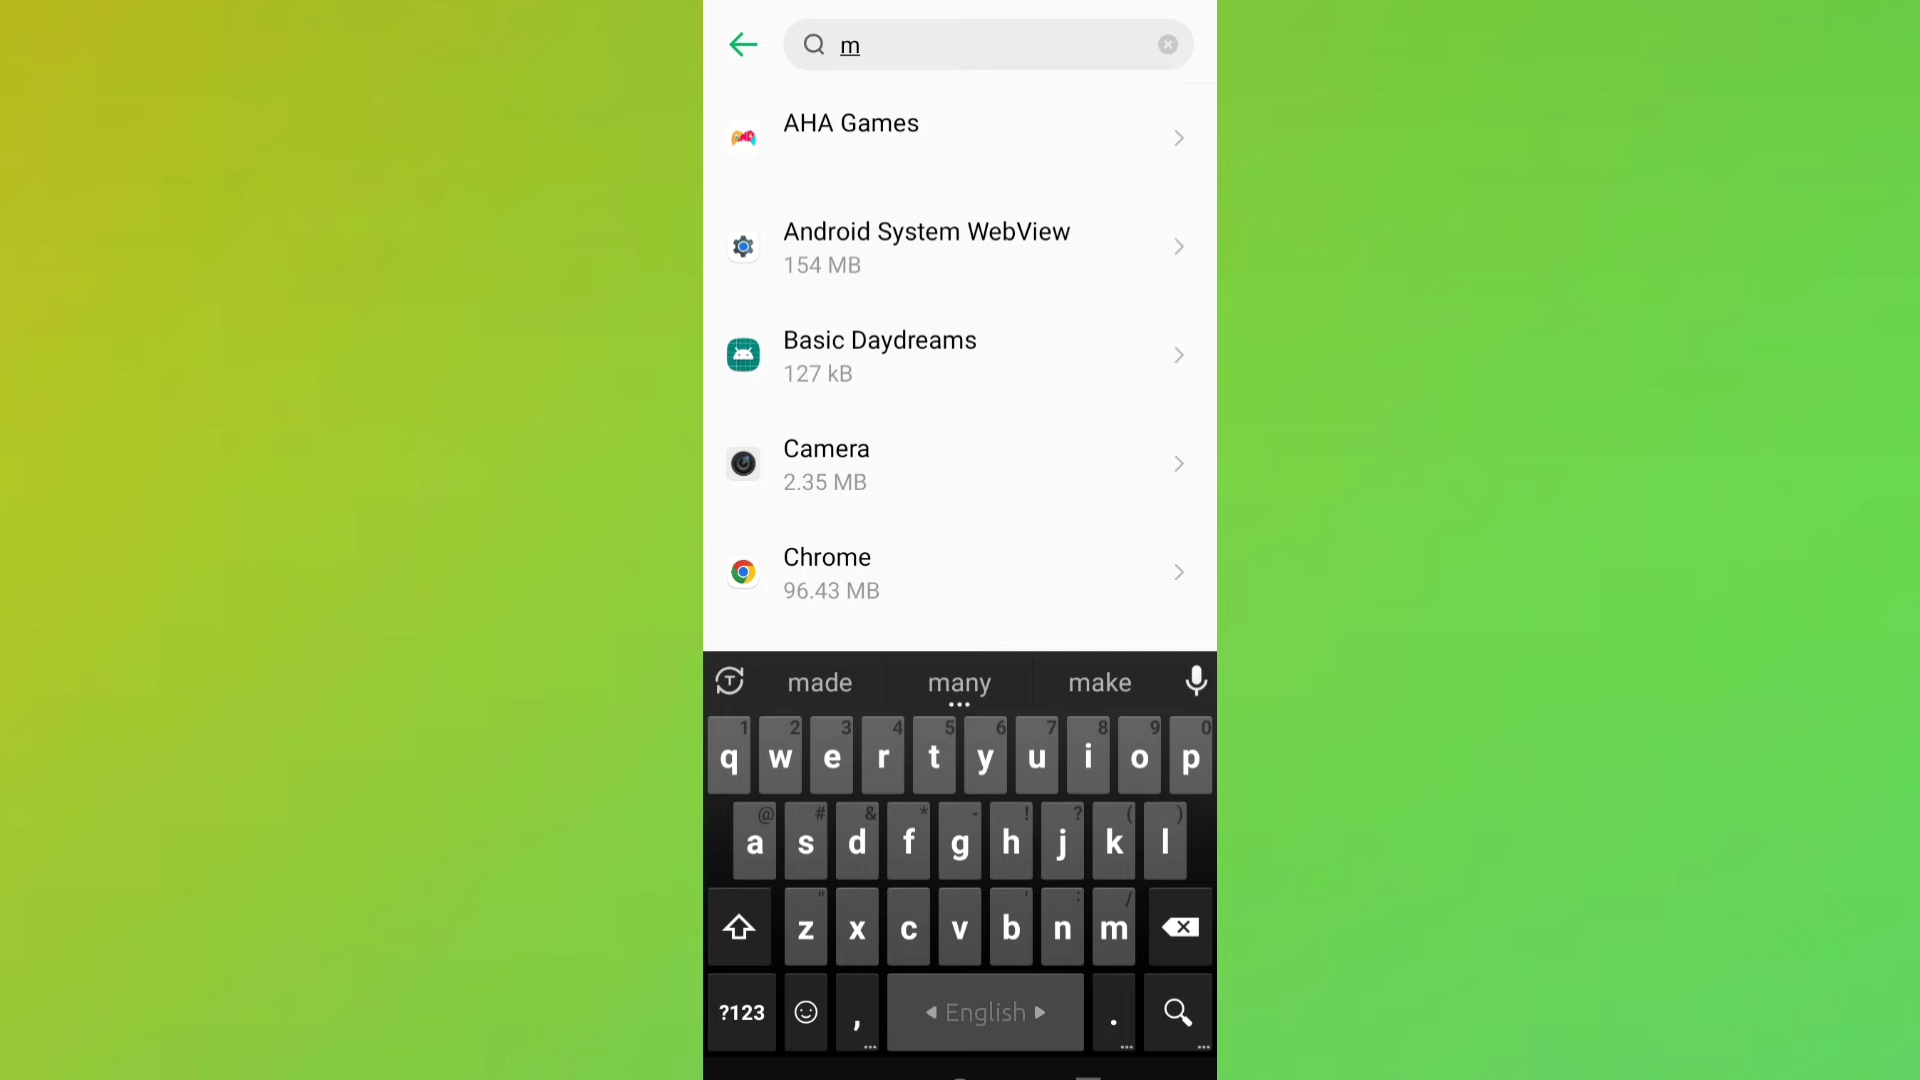 m
AHA Games
Android System WebView
154 MB
Basic Daydreams
127 kB
Camera
2.35 MB
Chrome
96.43 MB
T made many make
1 2 3 4 5 6 7 8 9 0
q w e r t y u i o p
@ # & * - ! ? ( )
a s d f g h j k l
" ' : /
z x c v b n m
?123 , English .